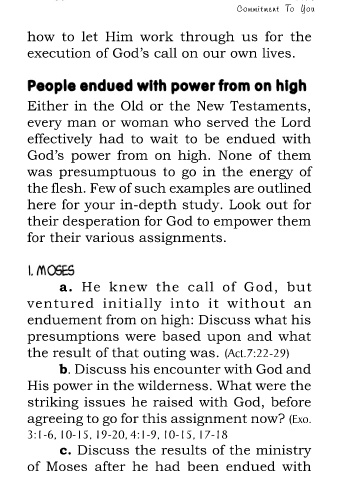 Commitment To You
how to let Him work through us for the
execution of God's call on our own lives.
People endued with power from on high
Either in the Old or the New Testaments,
every man or woman who served the Lord
effectively had to wait to be endued with
God's power from on high. None of them
was presumptuous to go in the energy of
the flesh. Few of such examples are outlined
here for your in-depth study. Look out for
their desperation for God to empower them
for their various assignments.
1. MOSES
a. He knew the call of God, but
ventured initially into it without an
enduement from on high: Discuss what his
presumptions were based upon and what
the result of that outing was. (Act.7:22-29)
b. Discuss his encounter with God and
His power in the wilderness. What were the
striking issues he raised with God, before
agreeing to go for this assignment now? (Exo.
3:1-6, 10-15, 19-20, 4:1-9, 10-15, 17-18
c. Discuss the results of the ministry
of Moses after he had been endued with